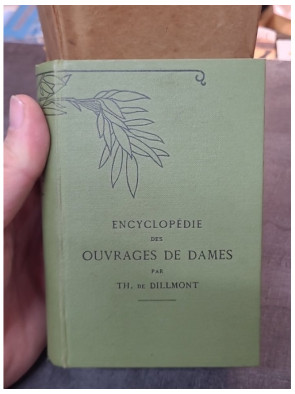 ENCYCLOPÉDIE
DES
OUVRAGES DE DAMES
PAR
TH. DE DILLMONT